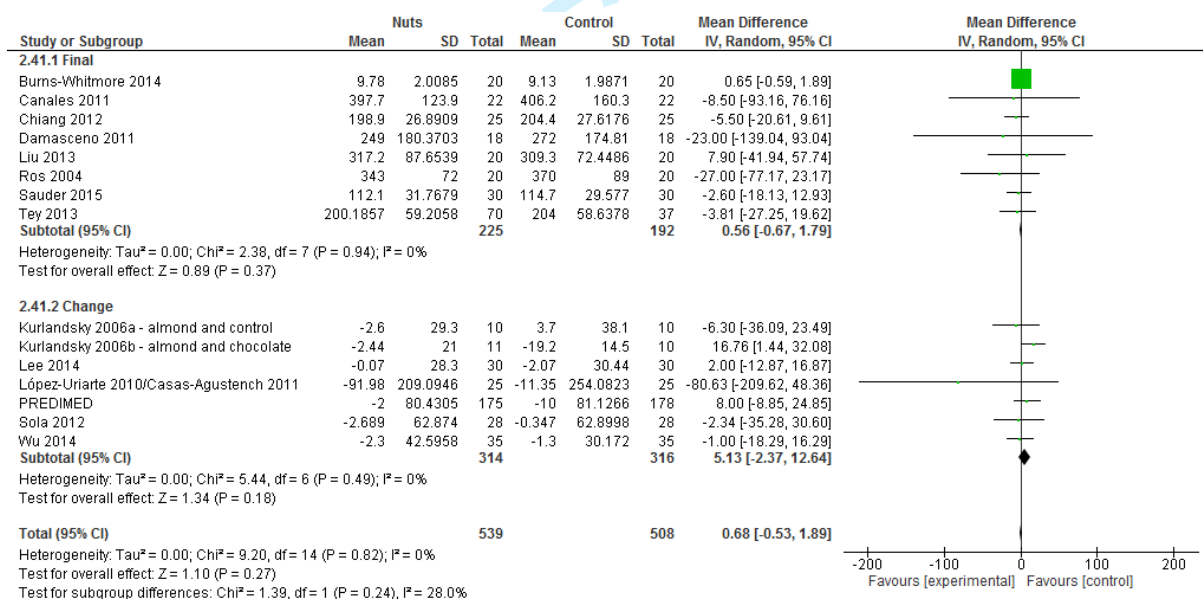 Nuts Control Mean Difference Mean Difference
Study or Subgroup Mean SD Total Mean SD Total IV, Random, 95% CI IV, Random, 95% CI
2.41.1 Final
Burns-Whitmore 2014 9.78 2.0085 20 9.13 1.9871 20 0.65 [-0.59, 1.89]
Canales 2011 397.7 123.9 22 406.2 160.3 22 -8.50 [-93.16, 76.16]
Chiang 2012 198.9 26.8909 25 204.4 27.6176 25 -5.50 [-20.61, 9.61]
Damasceno 2011 249 180.3703 18 272 174.81 18 -23.00 [-139.04, 93.04]
Liu 2013 317.2 87.6539 20 309.3 72.4486 20 7.90 [-41.94, 57.74]
Ros 2004 343 72 20 370 89 20 -27.00 [-77.17, 23.17]
Sauder 2015 112.1 31.7679 30 114.7 29.577 30 -2.60 [-18.13, 12.93]
Tey 2013 200.1857 59.2058 70 204 58.6378 37 -3.81 [-27.25, 19.62]
Subtotal (95% CI) 225 192 0.56 [-0.67, 1.79]
Heterogeneity: Tau² = 0.00; Chi² = 2.38, df = 7 (P = 0.94); I² = 0%
Test for overall effect: Z = 0.89 (P = 0.37)
2.41.2 Change
Kurlandsky 2006a - almond and control -2.6 29.3 10 3.7 38.1 10 -6.30 [-36.09, 23.49]
Kurlandsky 2006b - almond and chocolate -2.44 21 11 -19.2 14.5 10 16.76 [1.44, 32.08]
Lee 2014 -0.07 28.3 30 -2.07 30.44 30 2.00 [-12.87, 16.87]
López-Uriarte 2010/Casas-Agustench 2011 -91.98 209.0946 25 -11.35 254.0823 25 -80.63 [-209.62, 48.36]
PREDIMED -2 80.4305 175 -10 81.1266 178 8.00 [-8.85, 24.85]
Sola 2012 -2.689 62.874 28 -0.347 62.8998 28 -2.34 [-35.28, 30.60]
Wu 2014 -2.3 42.5958 35 -1.3 30.172 35 -1.00 [-18.29, 16.29]
Subtotal (95% CI) 314 316 5.13 [-2.37, 12.64]
Heterogeneity: Tau² = 0.00; Chi² = 5.44, df = 6 (P = 0.49); I² = 0%
Test for overall effect: Z = 1.34 (P = 0.18)
Total (95% CI) 539 508 0.68 [-0.53, 1.89]
Heterogeneity: Tau² = 0.00; Chi² = 9.20, df = 14 (P = 0.82); I² = 0%
Test for overall effect: Z = 1.10 (P = 0.27)
Test for subgroup differences: Chi² = 1.39, df = 1 (P = 0.24), I² = 28.0%
-200 -100 0 100 200
Favours [experimental] Favours [control]